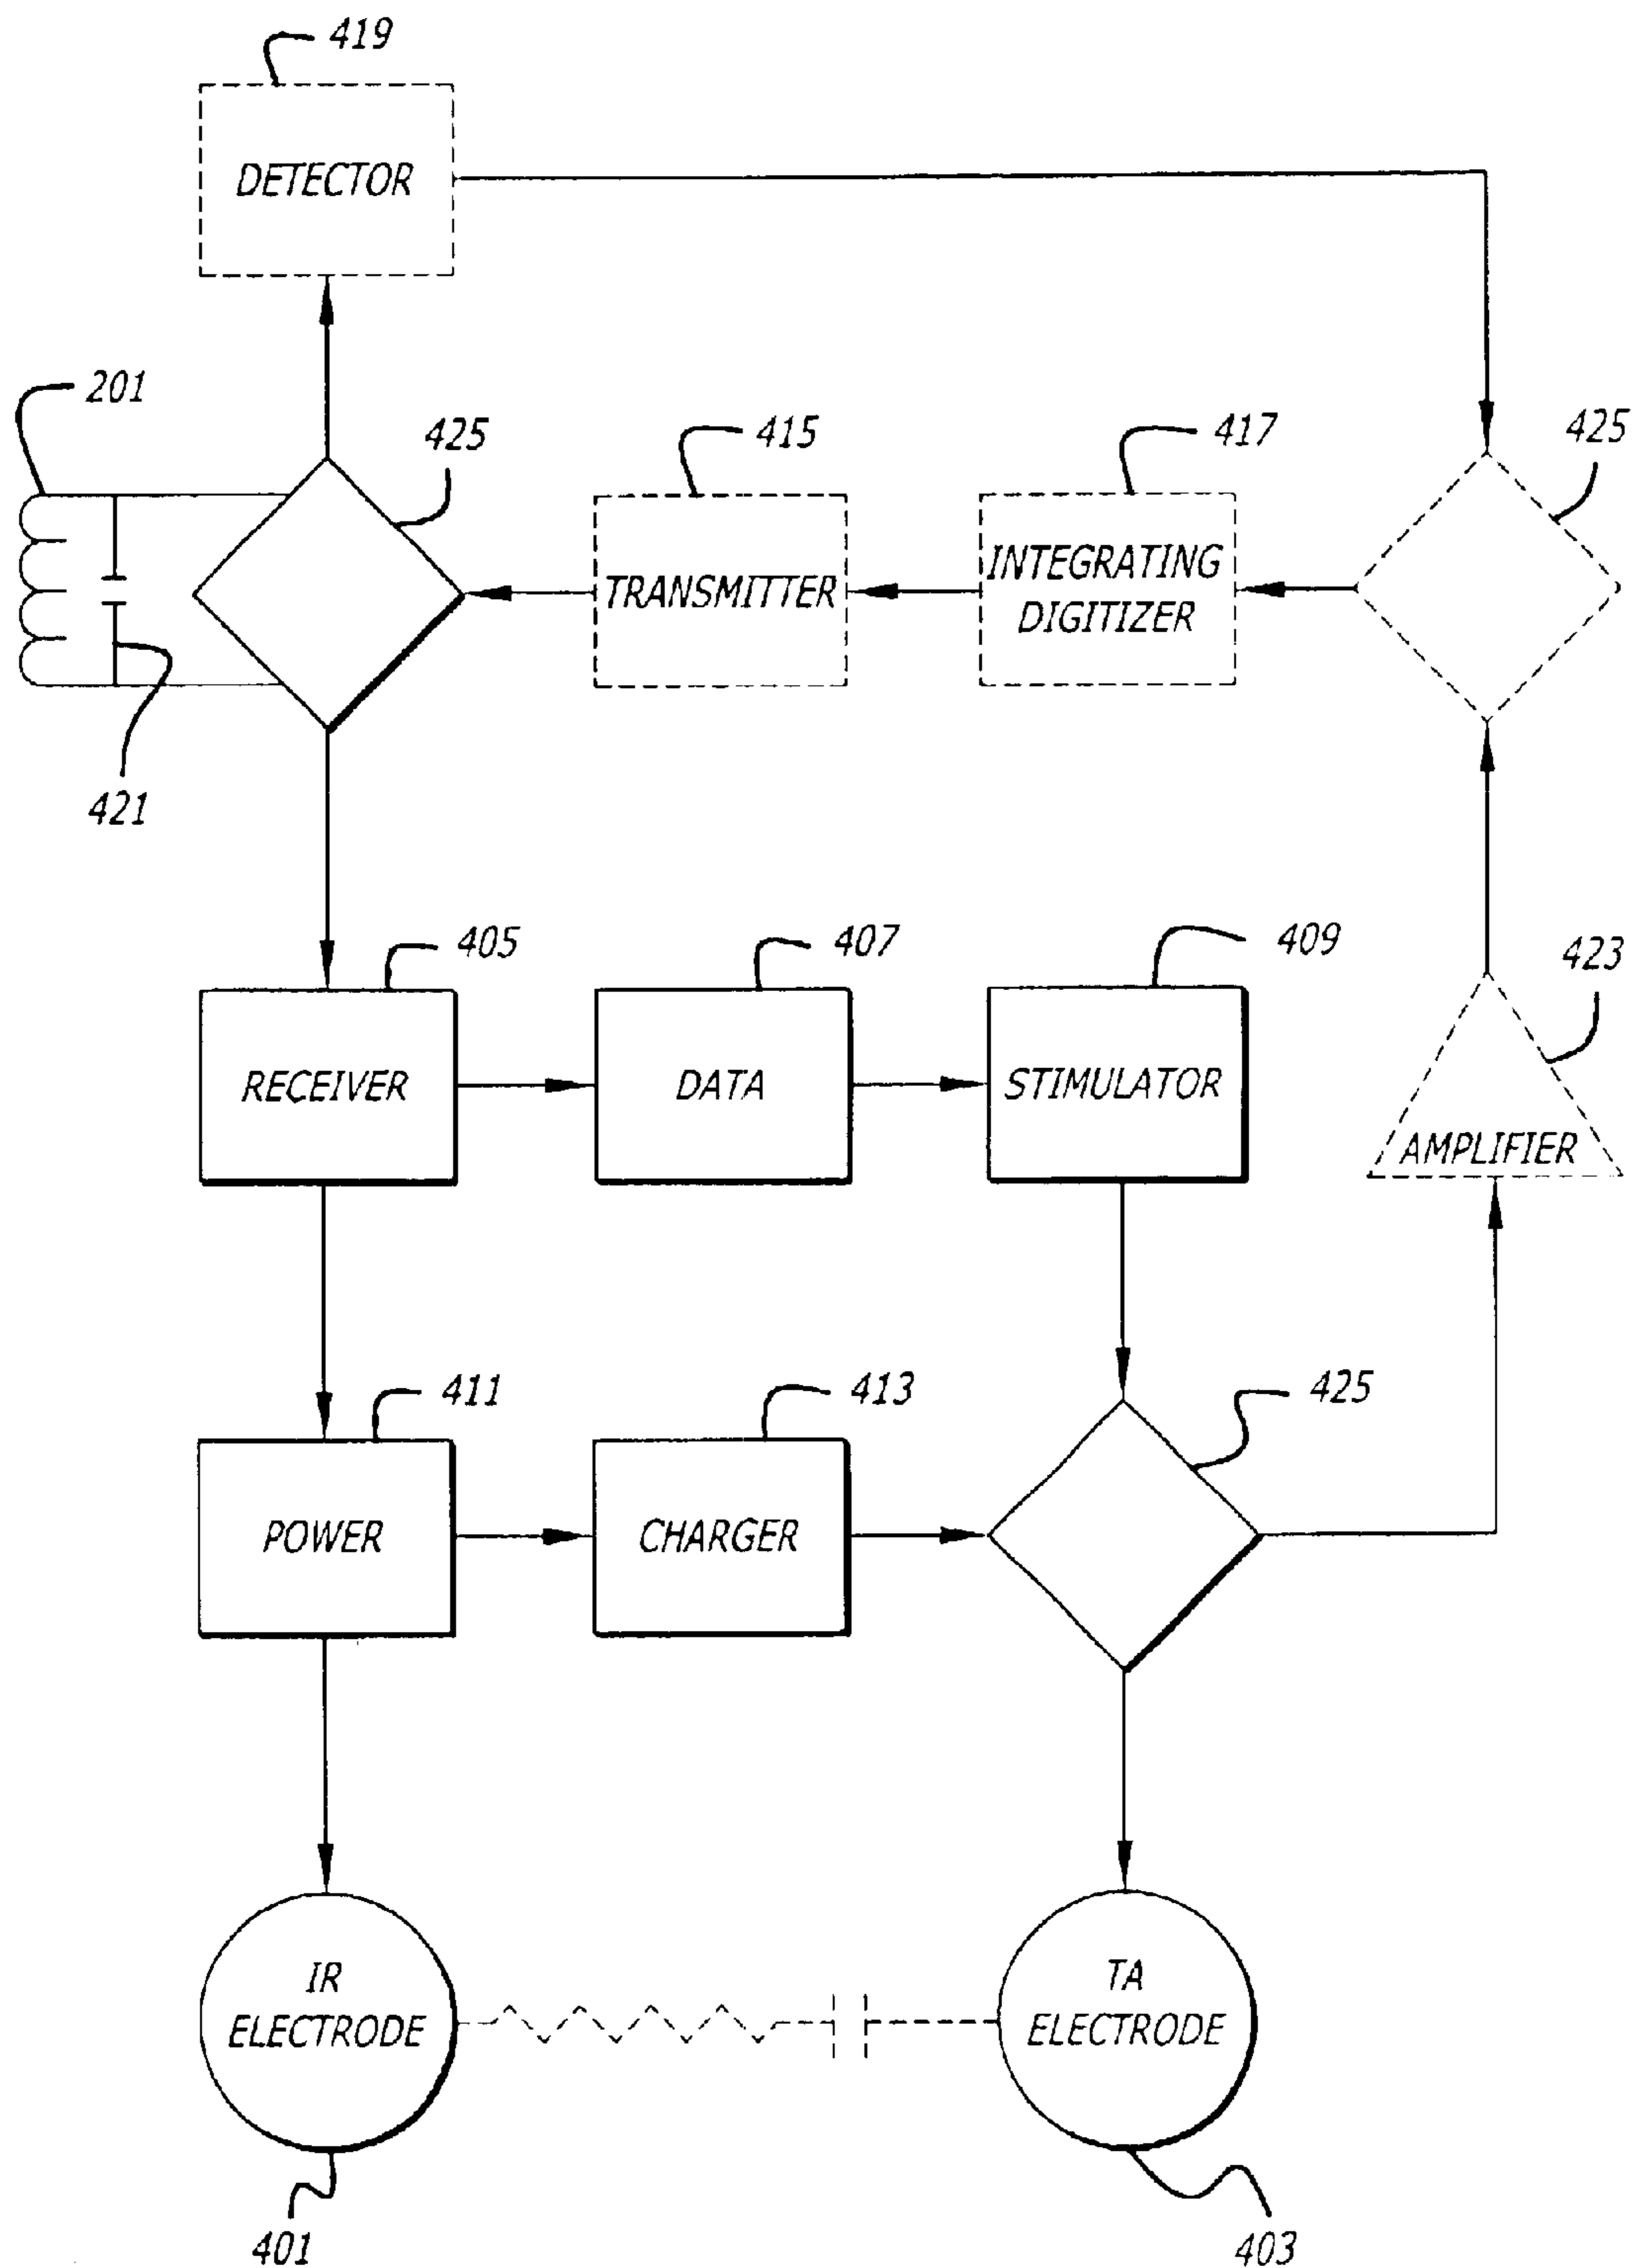 419
DETECTOR
201
425
415
417
425
TRANSMITTER
INTEGRATING
DIGITIZER
421
405
407
409
423
RECEIVER
DATA
STIMULATOR
AMPLIFIER
411
413
425
POWER
CHARGER
IR
ELECTRODE
TA
ELECTRODE
401
403